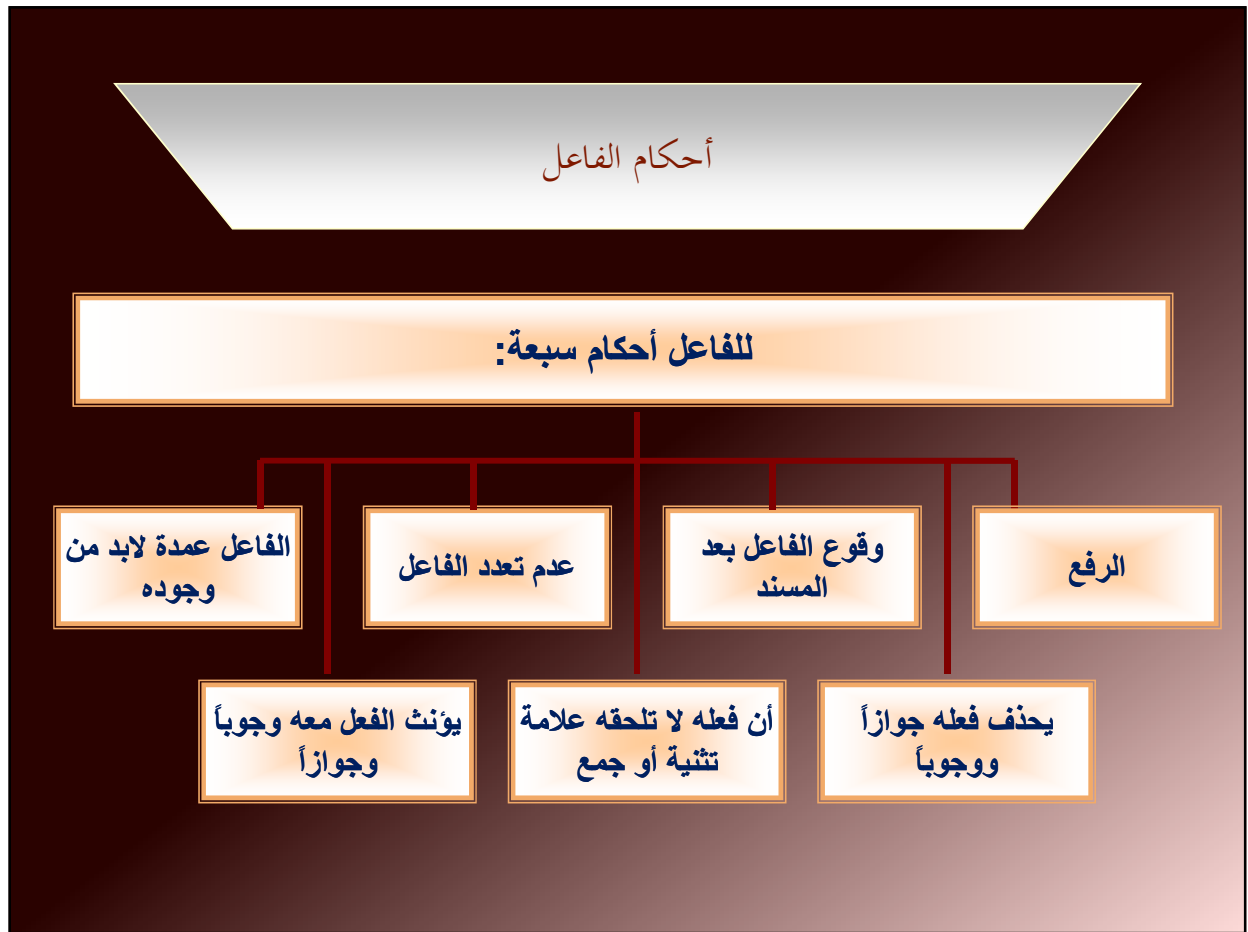 أحكام الفاعل
للفاعل أحكام سبعة:
الرفع
وقوع الفاعل بعد
المسند
عدم تعدد الفاعل
الفاعل عمدة لابد من
وجوده
يحذف فعله جوازاً
ووجوباً
أن فعله لا تلحقه علامة
تثنية أو جمع
يؤنث الفعل معه وجوباً
وجوازاً